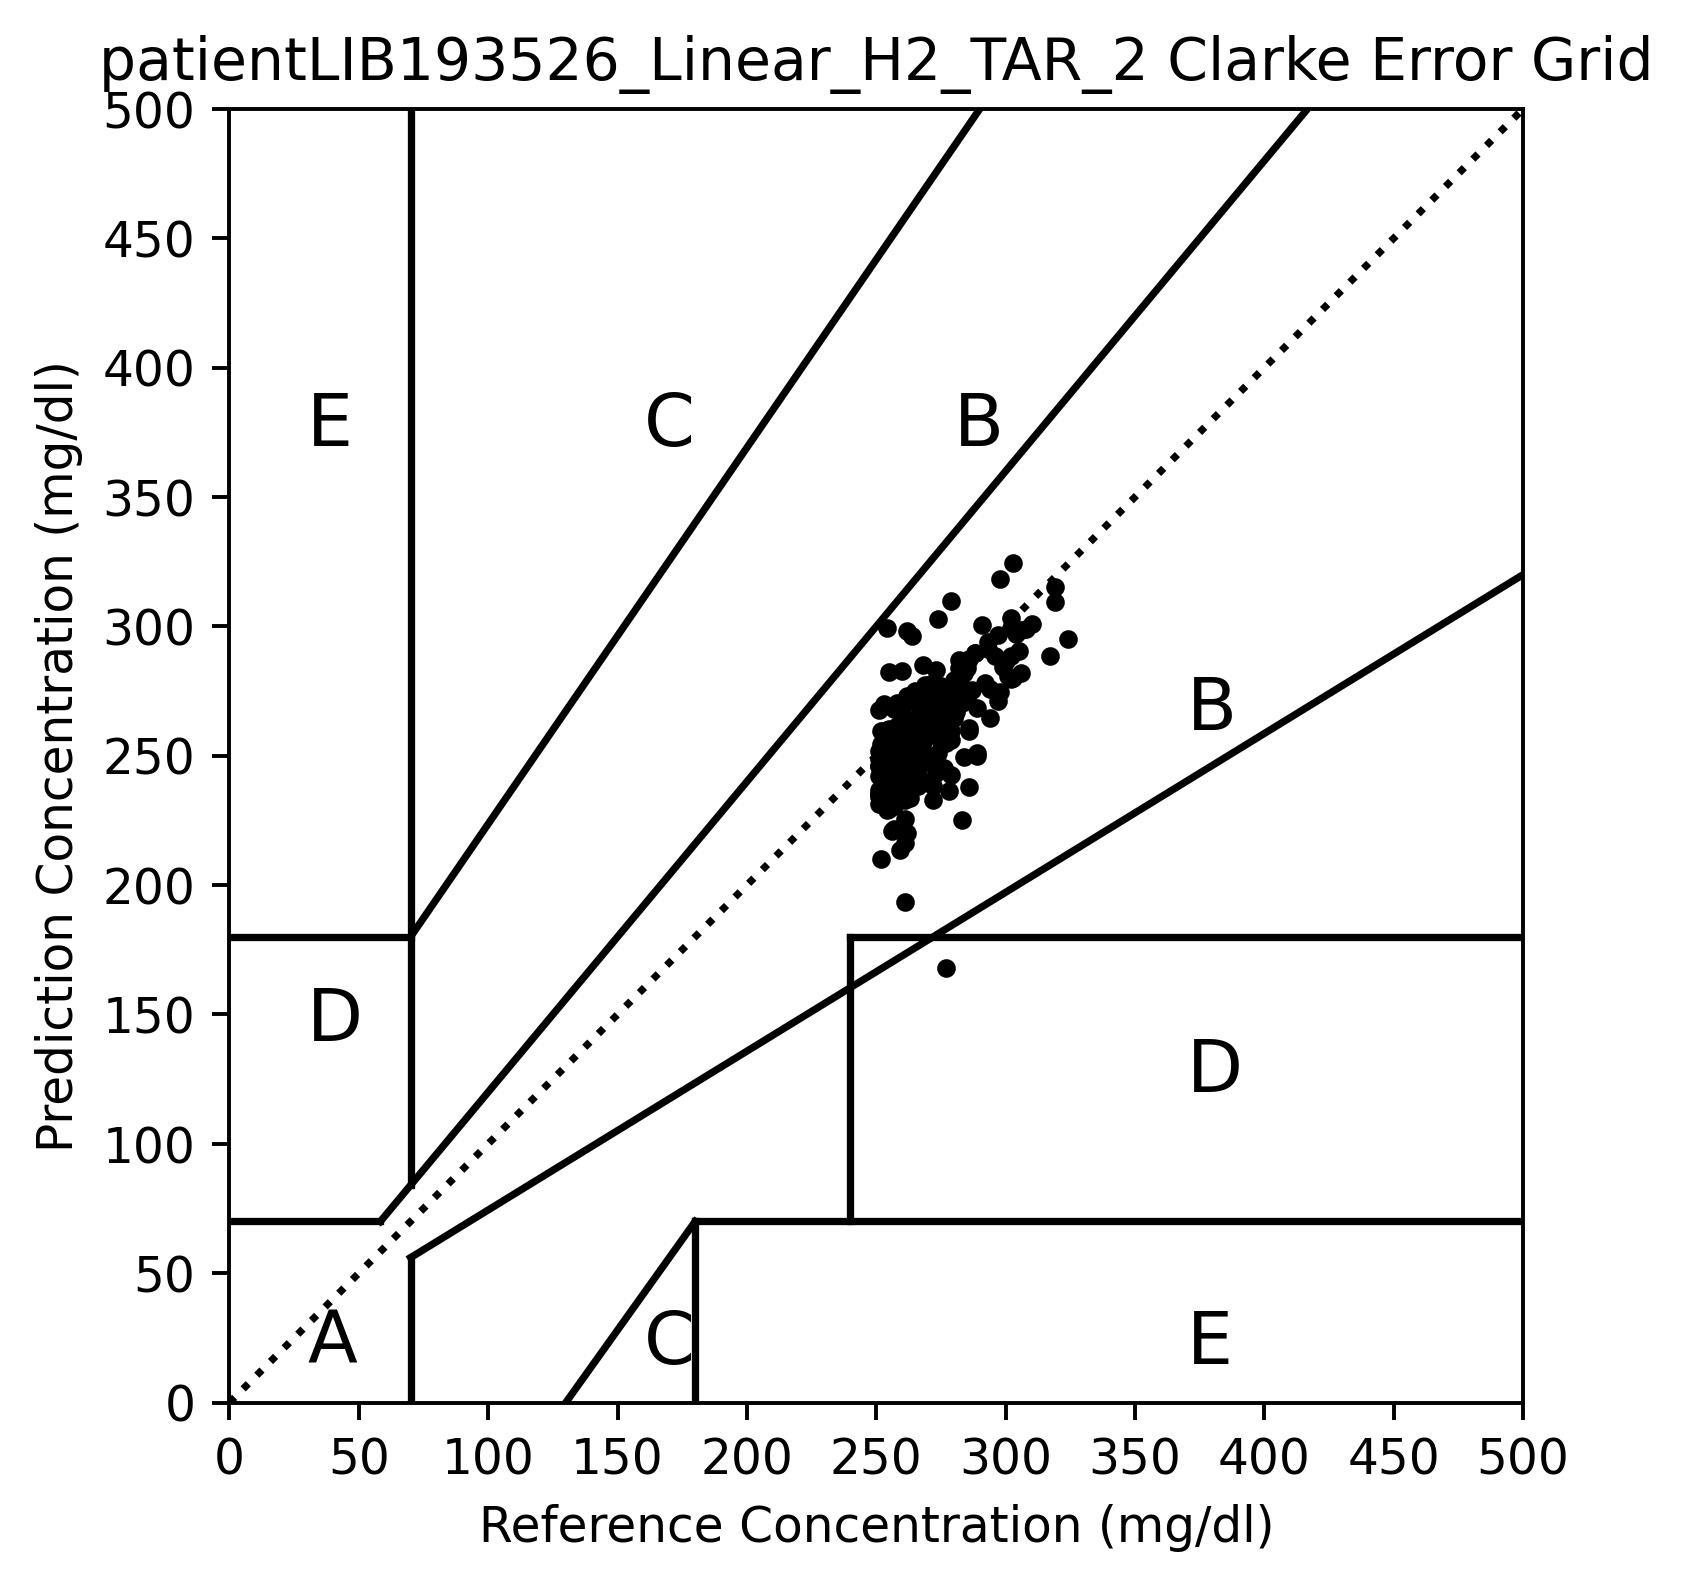 patientLIB193526_Linear_H2_TAR_2 Clarke Error Grid
500
450
400
350
300
250
200
150
100
50
0
Prediction Concentration (mg/dl)
E
C
B
B
D
D
A
C
E
0 50 100 150 200 250 300 350 400 450 500
Reference Concentration (mg/dl)